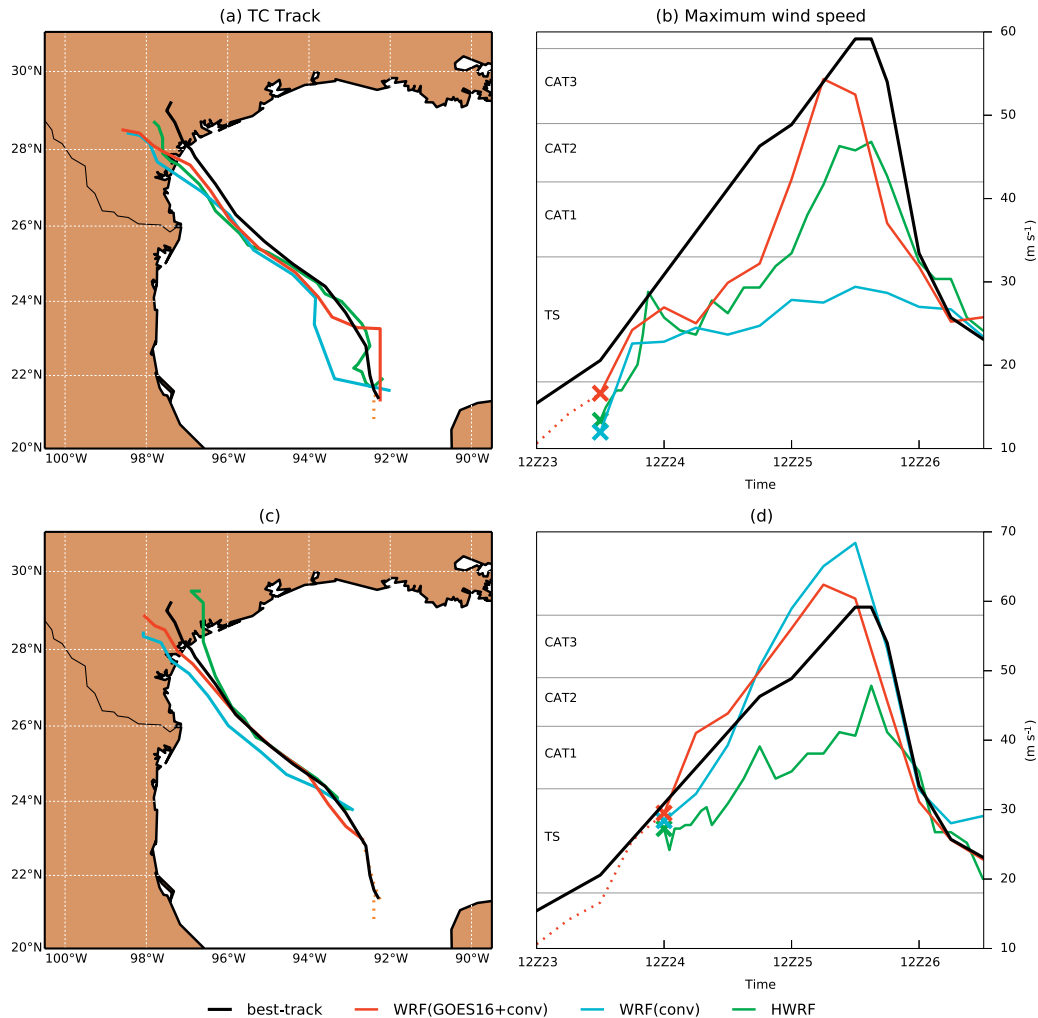 (a) TC Track
(b) Maximum wind speed
30°N
28°N
26°N
24°N
22°N
20°N
100°W 98°W 96°W 94°W 92°W 90°W
CAT3
CAT2
CAT1
TS
60
50
40
30
20
10
(m s⁻¹)
12Z23 12Z24 12Z25 12Z26
Time
(c)
(d)
30°N
28°N
26°N
24°N
22°N
20°N
100°W 98°W 96°W 94°W 92°W 90°W
CAT3
CAT2
CAT1
TS
70
60
50
40
30
20
10
(m s⁻¹)
12Z23 12Z24 12Z25 12Z26
Time
best-track WRF(GOES16+conv) WRF(conv) HWRF